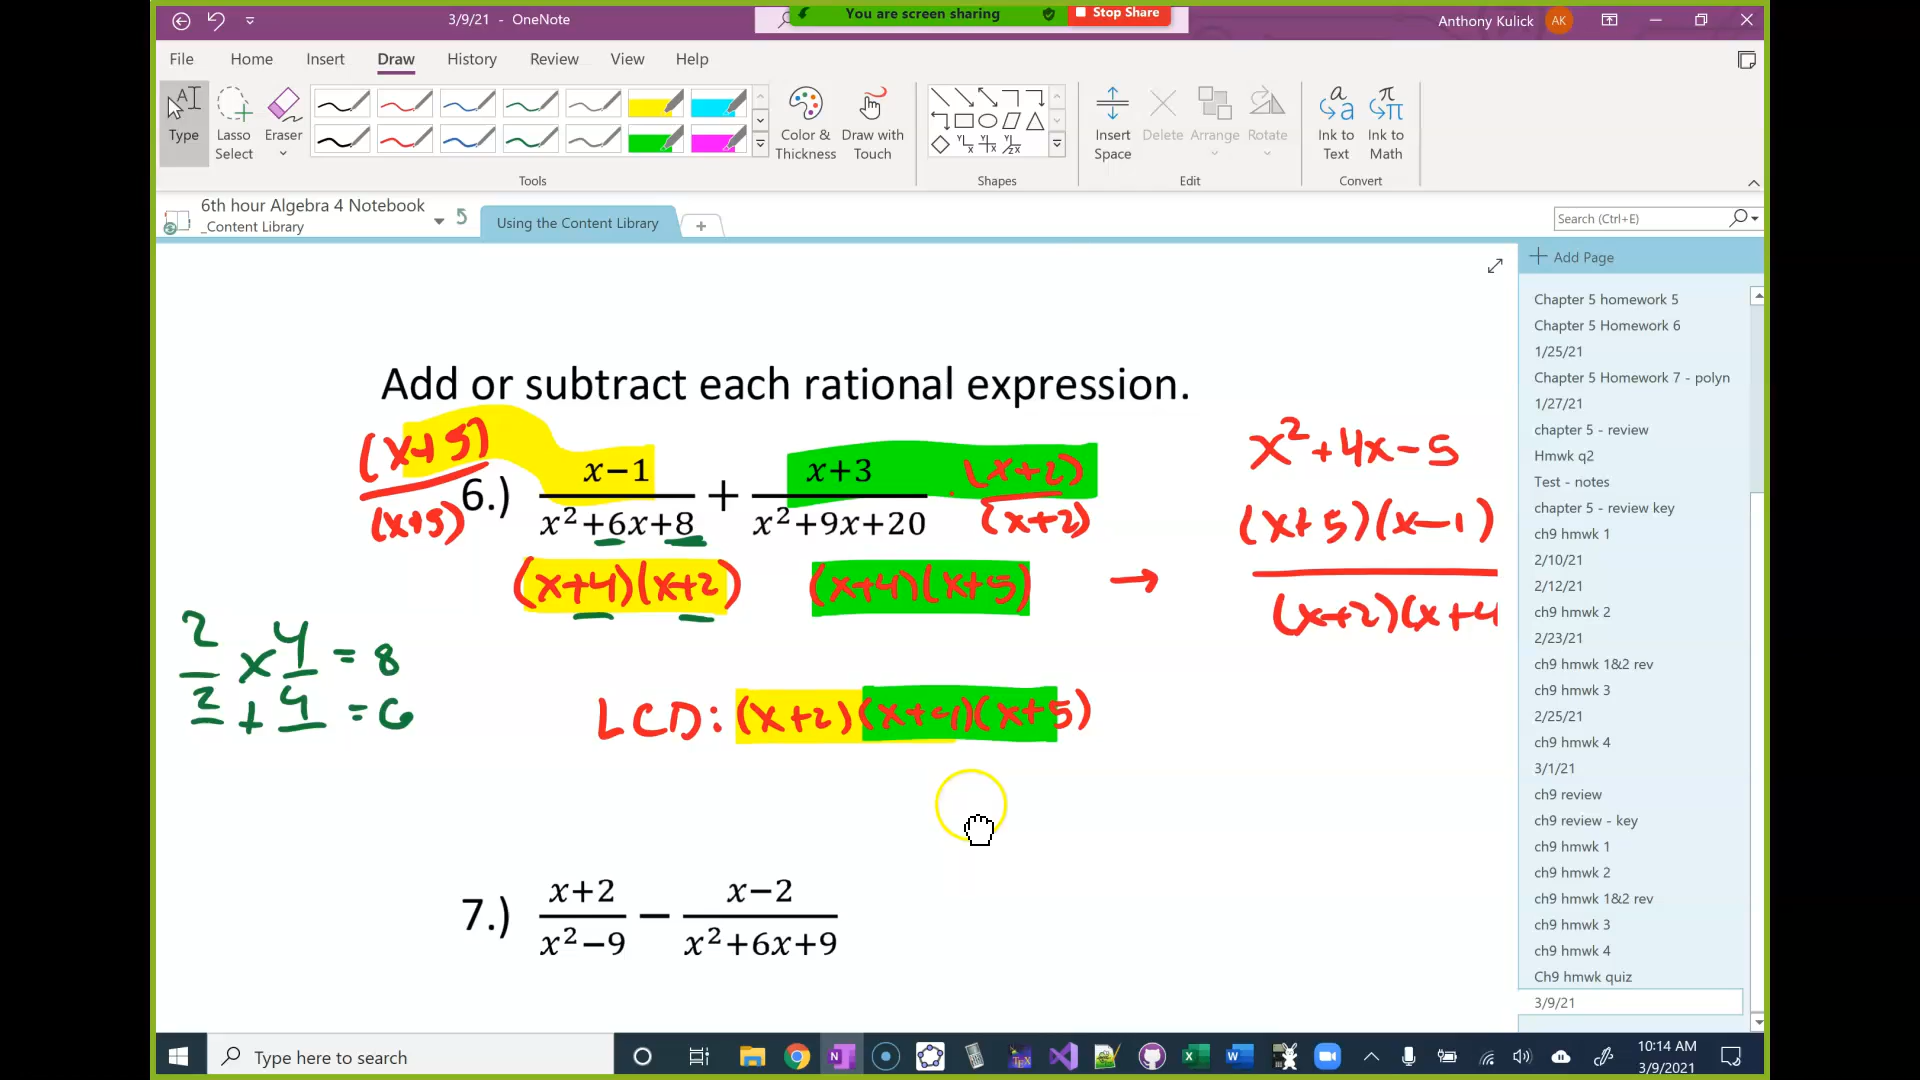 3/9/21 - OneNote
You are screen sharing
Stop Share
Anthony Kulick
AK
File Home Insert Draw History Review View Help
Type
Lasso Select
Eraser
Color & Thickness
Draw with Touch
Insert Space
Delete
Arrange
Rotate
Ink to Text
Ink to Math
Tools
Shapes
Edit
Convert
6th hour Algebra 4 Notebook
_Content Library
Using the Content Library
Search (Ctrl+E)
Add Page
Chapter 5 homework 5
Chapter 5 Homework 6
1/25/21
Chapter 5 Homework 7 - polyn
1/27/21
chapter 5 - review
Hmwk q2
Test - notes
chapter 5 - review key
ch9 hmwk 1
2/10/21
2/12/21
ch9 hmwk 2
2/23/21
ch9 hmwk 1&2 rev
ch9 hmwk 3
2/25/21
ch9 hmwk 4
3/1/21
ch9 review
ch9 review - key
ch9 hmwk 1
ch9 hmwk 2
ch9 hmwk 1&2 rev
ch9 hmwk 3
ch9 hmwk 4
Ch9 hmwk quiz
3/9/21
Add or subtract each rational expression.
(x+5) x−1 x+3 (x+2) x²+4x-5
6.) + ·
(x+5) x²+6x+8 x²+9x+20 (x+2) (x+5)(x-1)
(x+4)(x+2) (x+4)(x+5) → (x+2)(x+4
2 x 4 = 8
2 + 4 = 6
LCD: (x+2)(x+4)(x+5)
x+2 x−2
7.) −
x²−9 x²+6x+9
Type here to search
10:14 AM
3/9/2021